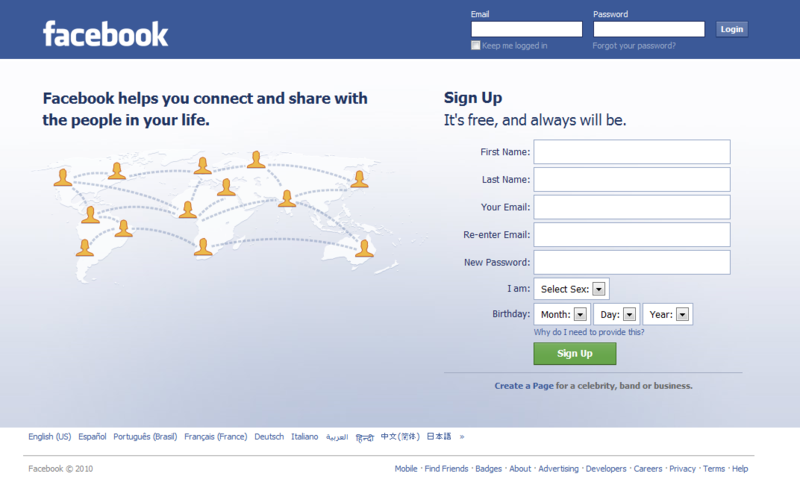 facebook
Email
Password
Login
Keep me logged in
Forgot your password?
Facebook helps you connect and share with
the people in your life.
Sign Up
It's free, and always will be.
First Name:
Last Name:
Your Email:
Re-enter Email:
New Password:
I am: Select Sex:
Birthday: Month: Day: Year:
Why do I need to provide this?
Sign Up
Create a Page for a celebrity, band or business.
English (US) Español Português (Brasil) Français (France) Deutsch Italiano العربية हिन्दी 中文(简体) 日本語 »
Facebook © 2010
Mobile · Find Friends · Badges · About · Advertising · Developers · Careers · Privacy · Terms · Help